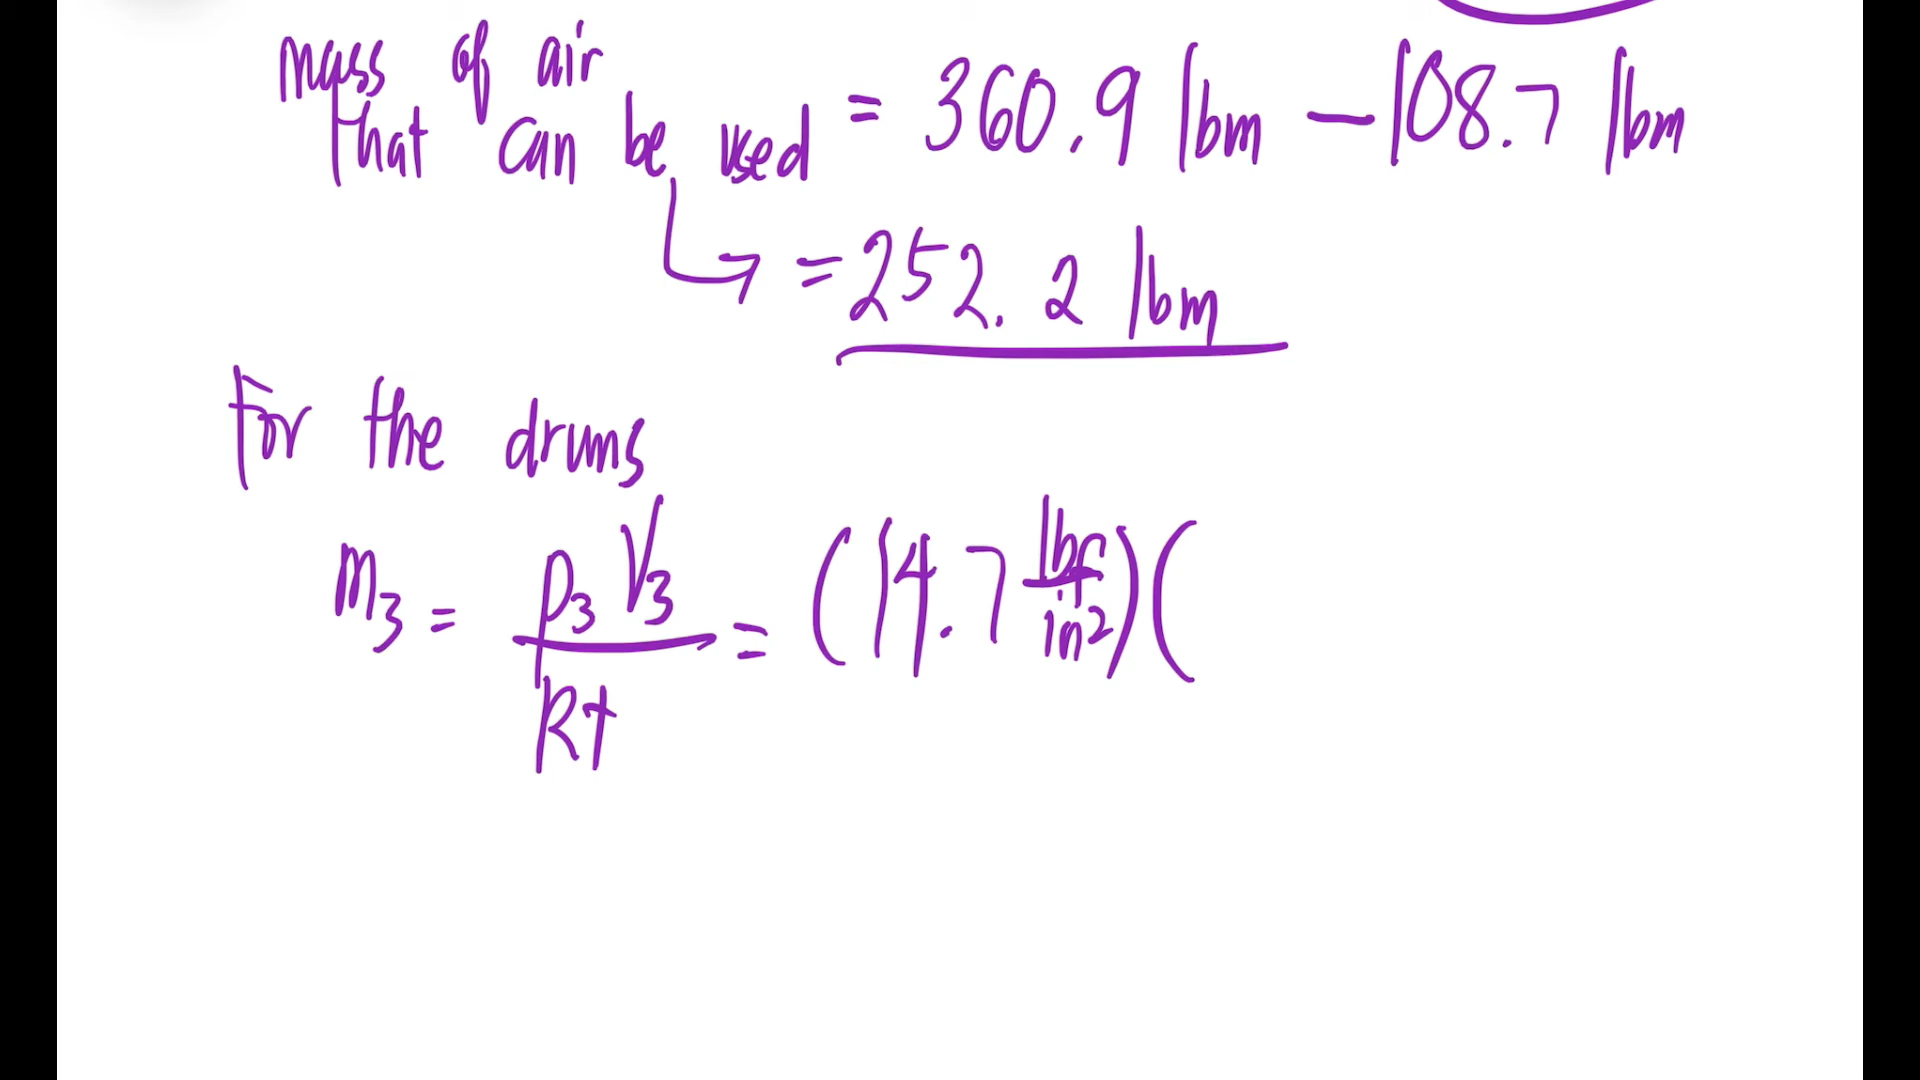 mass of air
that can be used = 360.9 lbm - 108.7 lbm
= 252.2 lbm
For the drums
m3 = p3 V3 / RT = (14.7 lbf/in²)(